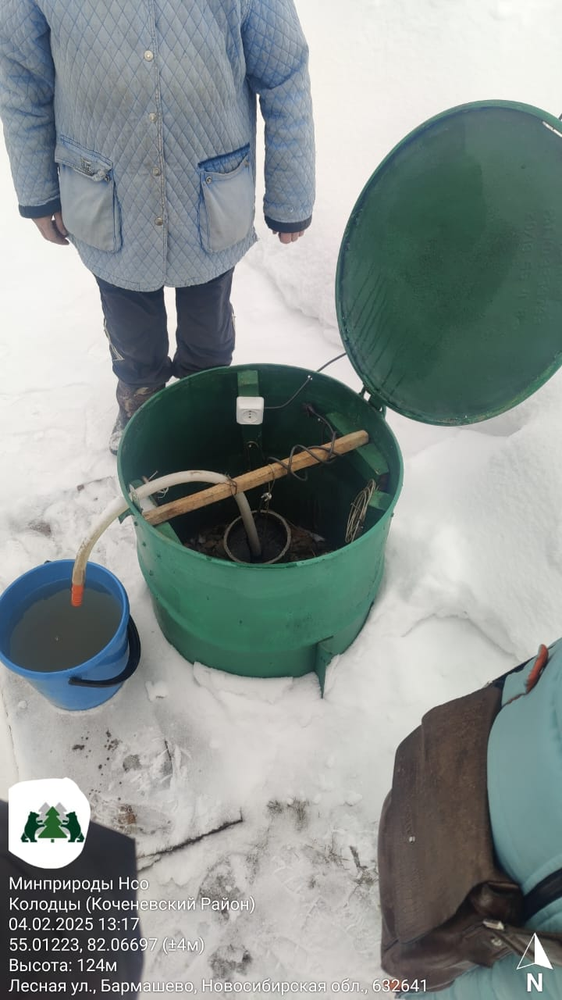 Минприроды Нсо
Колодцы (Коченевский Район)
04.02.2025 13:17
55.01223, 82.06697 (±4м)
Высота: 124м
Лесная ул., Бармашево, Новосибирская обл., 632641
N